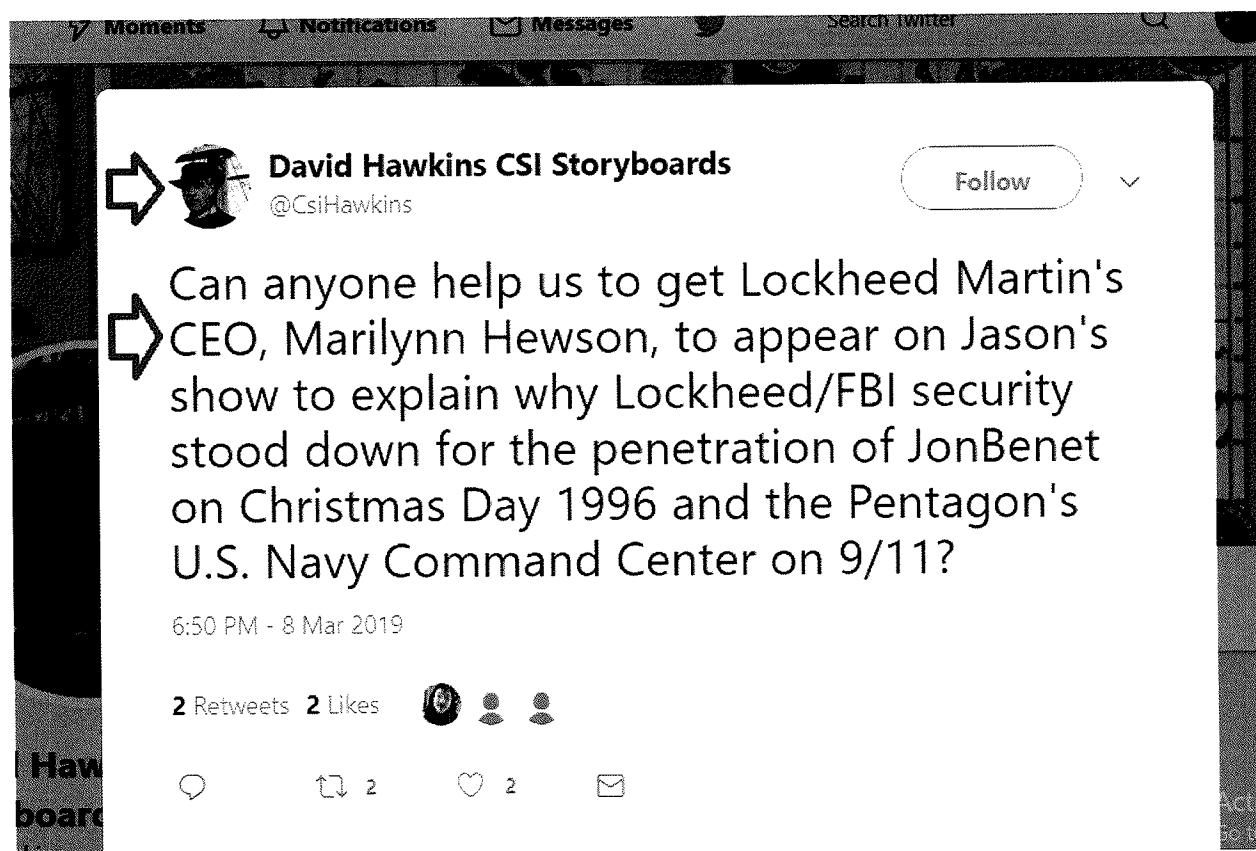 Moments Notifications Messages Search Twitter
David Hawkins CSI Storyboards
@CsiHawkins
Follow
Can anyone help us to get Lockheed Martin's
CEO, Marilynn Hewson, to appear on Jason's
show to explain why Lockheed/FBI security
stood down for the penetration of JonBenet
on Christmas Day 1996 and the Pentagon's
U.S. Navy Command Center on 9/11?
6:50 PM - 8 Mar 2019
2 Retweets 2 Likes
2 2
Haw
board